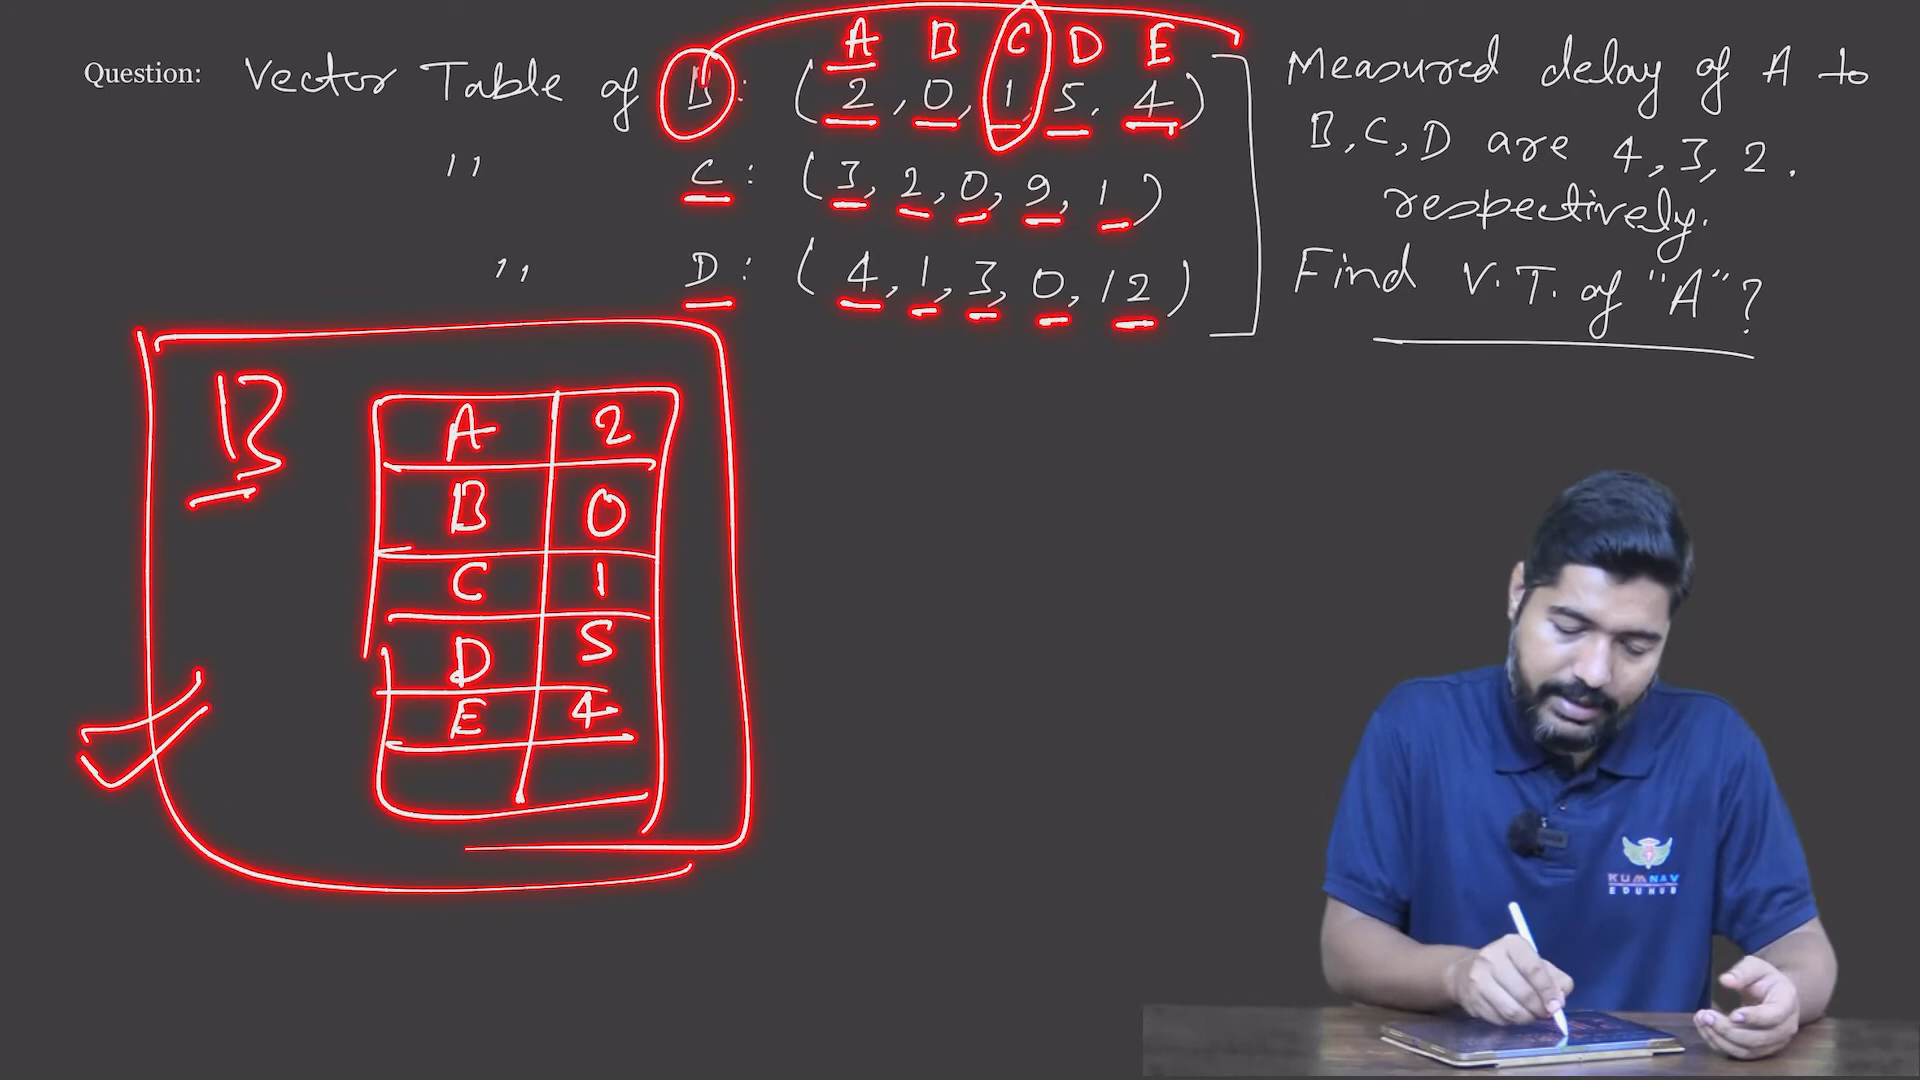 A B C D E
Question: Vector Table of B: (2, 0, 1, 5, 4)
" C: (3, 2, 0, 9, 1)
" D: (4, 1, 3, 0, 12)
Measured delay of A to
B, C, D are 4, 3, 2.
respectively.
Find V.T. of "A"?
B
A 2
B 0
C 1
D 5
E 4
KUMNAV
EDUHUB